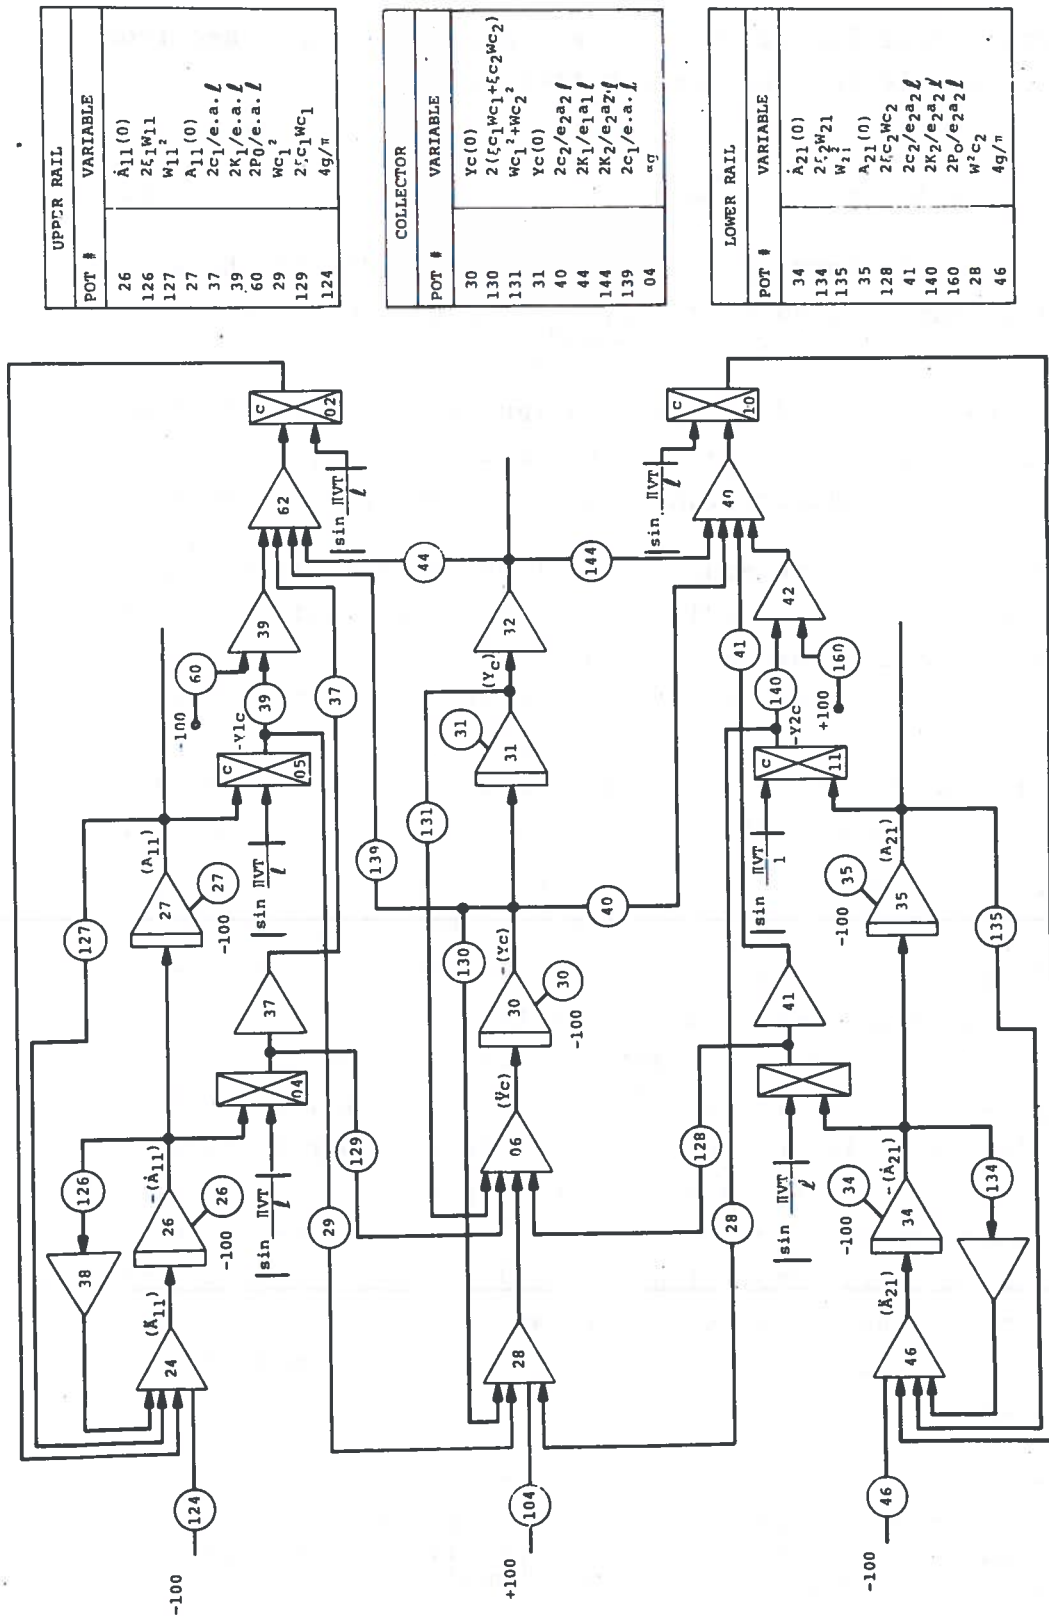 UPPER RAIL
POT # VARIABLE
26 Ȧ11(0)
126 2ξ1W11
127 W11²
27 A11(0)
37 2c1/e.a.ℓ
39 2K1/e.a.ℓ
60 2P0/e.a.ℓ
29 Wc1²
129 2ξc1Wc1
124 4g/π
COLLECTOR
POT # VARIABLE
30 Yc(0)
130 2(ξc1Wc1+ξc2Wc2)
131 Wc1²+Wc2²
31 Yc(0)
40 2c2/e2a2ℓ
44 2K1/e1a1ℓ
144 2K2/e2a2ℓ
139 2c1/e.a.ℓ
04 αg
LOWER RAIL
POT # VARIABLE
34 Ȧ21(0)
134 2ξ2W21
135 W21²
35 A21(0)
128 2ξc2Wc2
41 2c2/e2a2ℓ
140 2K2/e2a2ℓ
160 2Po/e2a2ℓ
28 W²c2
46 4g/π
-100
124
24
(Ä11)
38
126
26
-(Ȧ11)
26
-100
|sin ΠVT/ℓ|
04
37
127
27
(A11)
27
-100
|sin ΠVT/ℓ|
c
05
-Y1c
-100
60
39
39
37
62
|sin ΠVT/ℓ|
c
02
29
129
+100
104
28
06
(Ÿc)
130
30
-(Yc)
30
-100
139
131
31
31
(Yc)
32
44
144
40
128
28
-100
46
46
(Ä21)
34
-(Ȧ21)
34
-100
134
|sin ΠVT/ℓ|
41
35
(A21)
35
-100
135
|sin ΠVT/1|
c
11
-Y2c
140
+100
160
42
41
40
|sin ΠVT/ℓ|
c
10